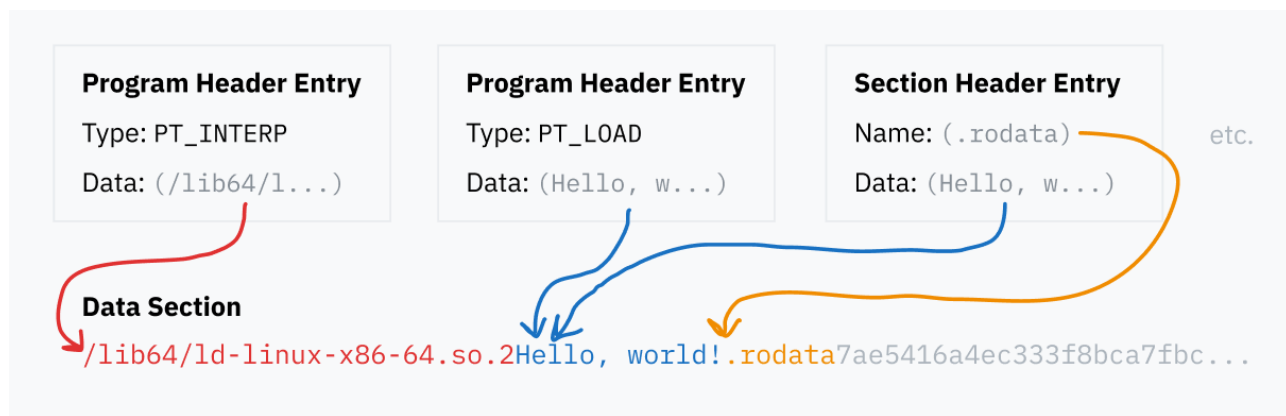 Program Header Entry
Type: PT_INTERP
Data: (/lib64/l...)
Program Header Entry
Type: PT_LOAD
Data: (Hello, w...)
Section Header Entry
Name: (.rodata)
Data: (Hello, w...)
etc.
Data Section
/lib64/ld-linux-x86-64.so.2Hello, world!.rodata7ae5416a4ec333f8bca7fbc...